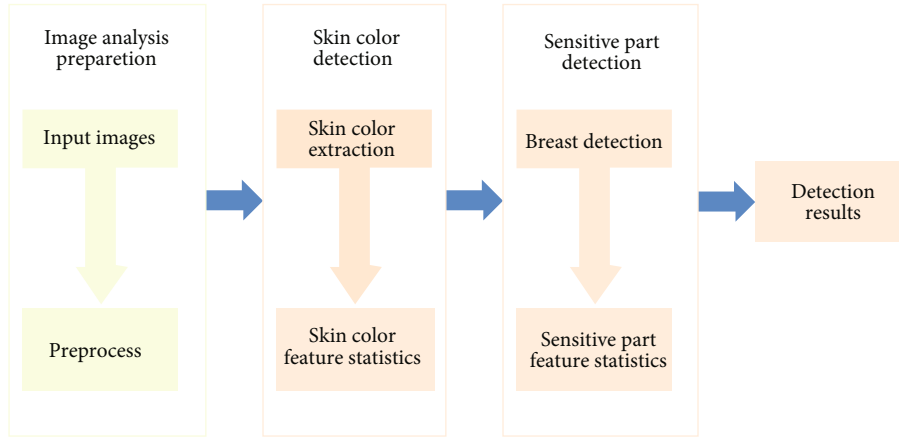 Image analysis
preparetion
Input images
Preprocess
Skin color
detection
Skin color
extraction
Skin color
feature statistics
Sensitive part
detection
Breast detection
Sensitive part
feature statistics
Detection
results